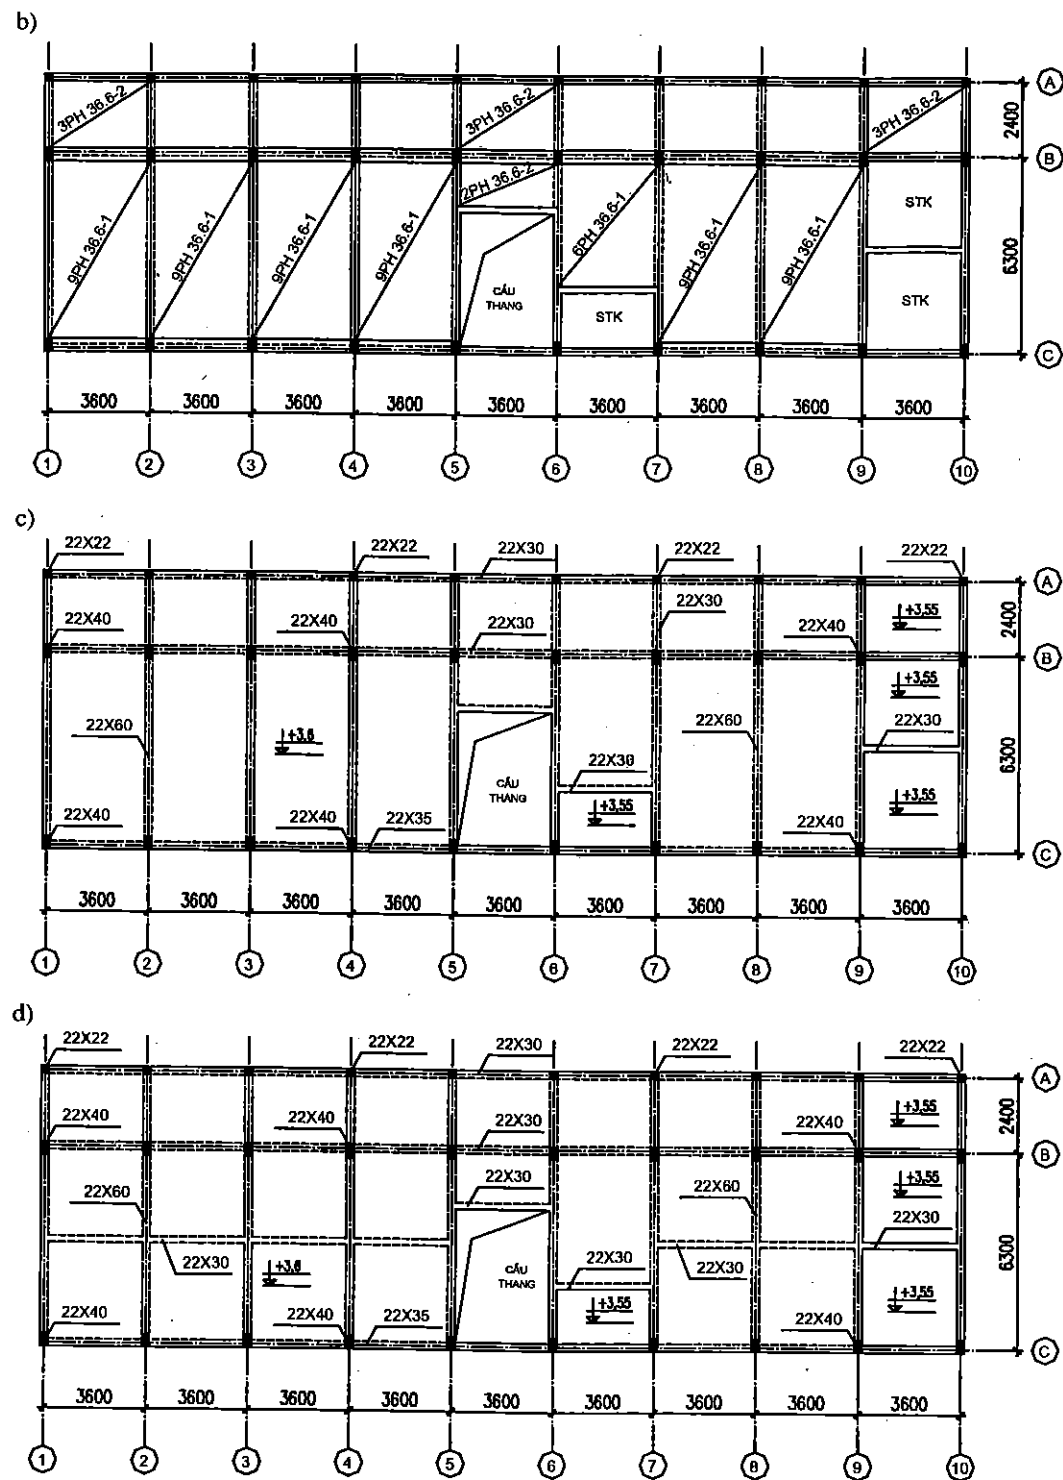 b)
A
3PH 36.6-2
3PH 36.6-2
3PH 36.6-2
2400
B
2PH 36.6-2
9PH 36.6-1
9PH 36.6-1
9PH 36.6-1
9PH 36.6-1
6PH 36.6-1
9PH 36.6-1
9PH 36.6-1
STK
6300
CẦU
THANG
STK
STK
C
3600 3600 3600 3600 3600 3600 3600 3600 3600
1 2 3 4 5 6 7 8 9 10
c)
22X22 22X22 22X30 22X22 22X22
A
22X30 +3,55
2400
22X40 22X40 22X30 22X40
B
+3,55
22X60 +3,6 22X60 22X30
6300
22X30
CẦU
THANG
+3,55 +3,55
22X40 22X40 22X35 22X40
C
3600 3600 3600 3600 3600 3600 3600 3600 3600
1 2 3 4 5 6 7 8 9 10
d)
22X22 22X22 22X30 22X22 22X22
A
+3,55
2400
22X40 22X40 22X30 22X40
B
22X30 +3,55
22X60 22X60
22X30
6300
22X30 +3,6 CẦU
THANG
22X30 22X30
+3,55 +3,55
22X40 22X40 22X35 22X40
C
3600 3600 3600 3600 3600 3600 3600 3600 3600
1 2 3 4 5 6 7 8 9 10